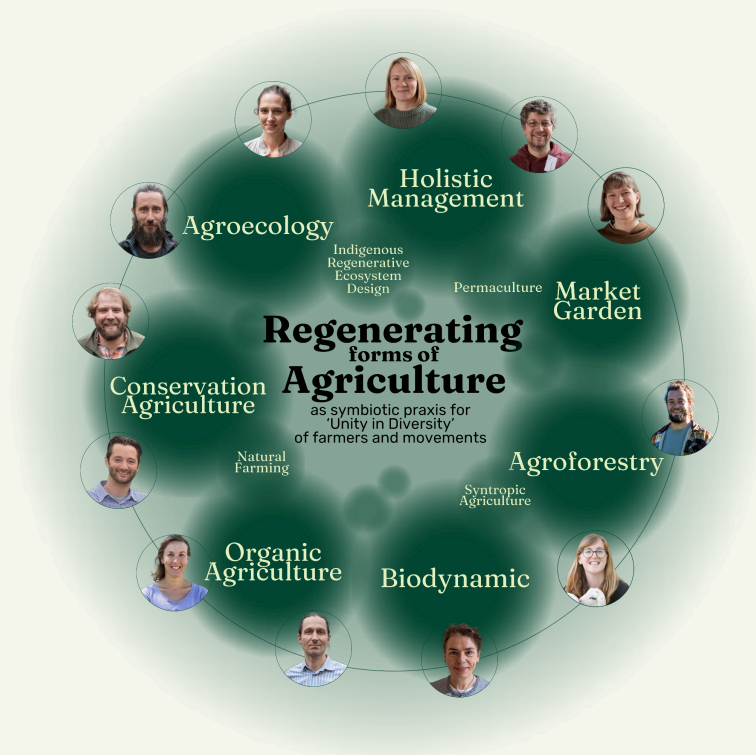 Holistic
Management
Agroecology
Indigenous
Regenerative
Ecosystem
Design
Permaculture
Market
Garden
Regenerating
forms of
Agriculture
as symbiotic praxis for
‘Unity in Diversity’
of farmers and movements
Conservation
Agriculture
Natural
Farming
Agroforestry
Syntropic
Agriculture
Organic
Agriculture
Biodynamic